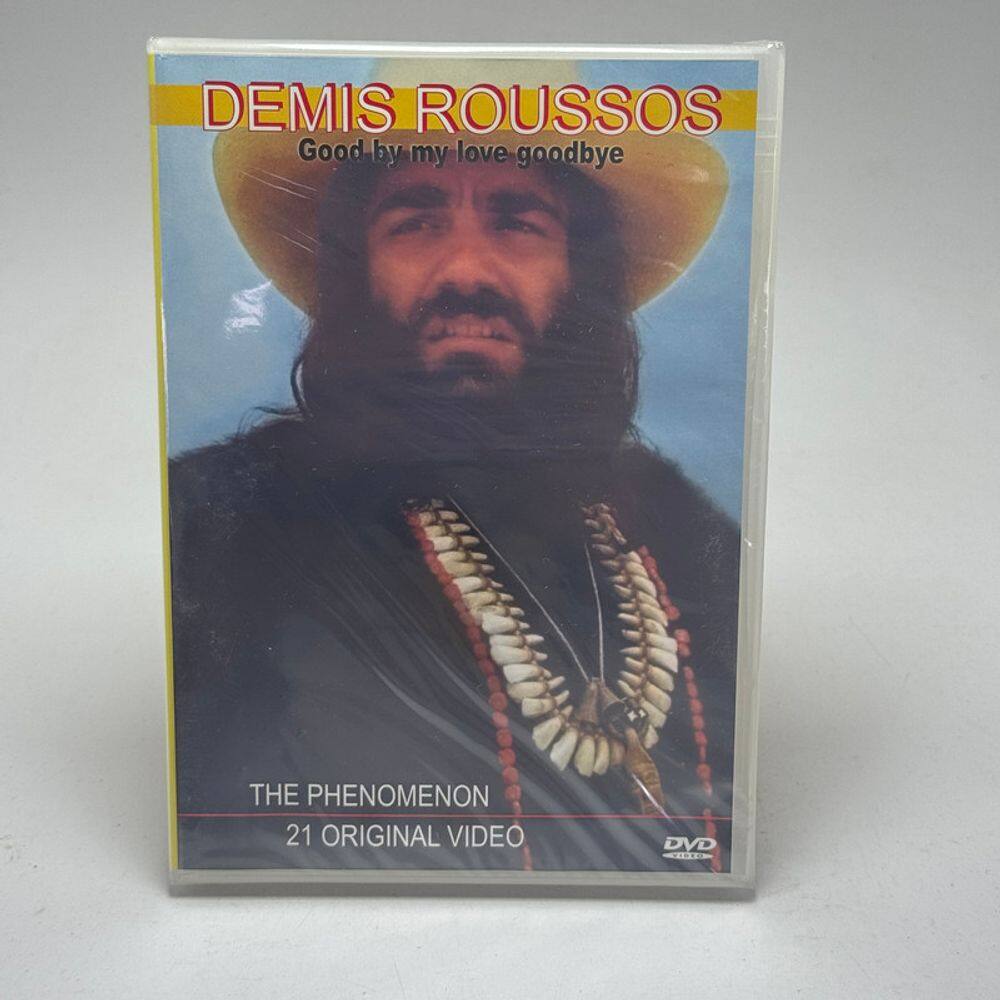 DEMIS ROUSSOS
Good by my love goodbye
THE PHENOMENON
21 ORIGINAL VIDEO
DVD
VIDEO